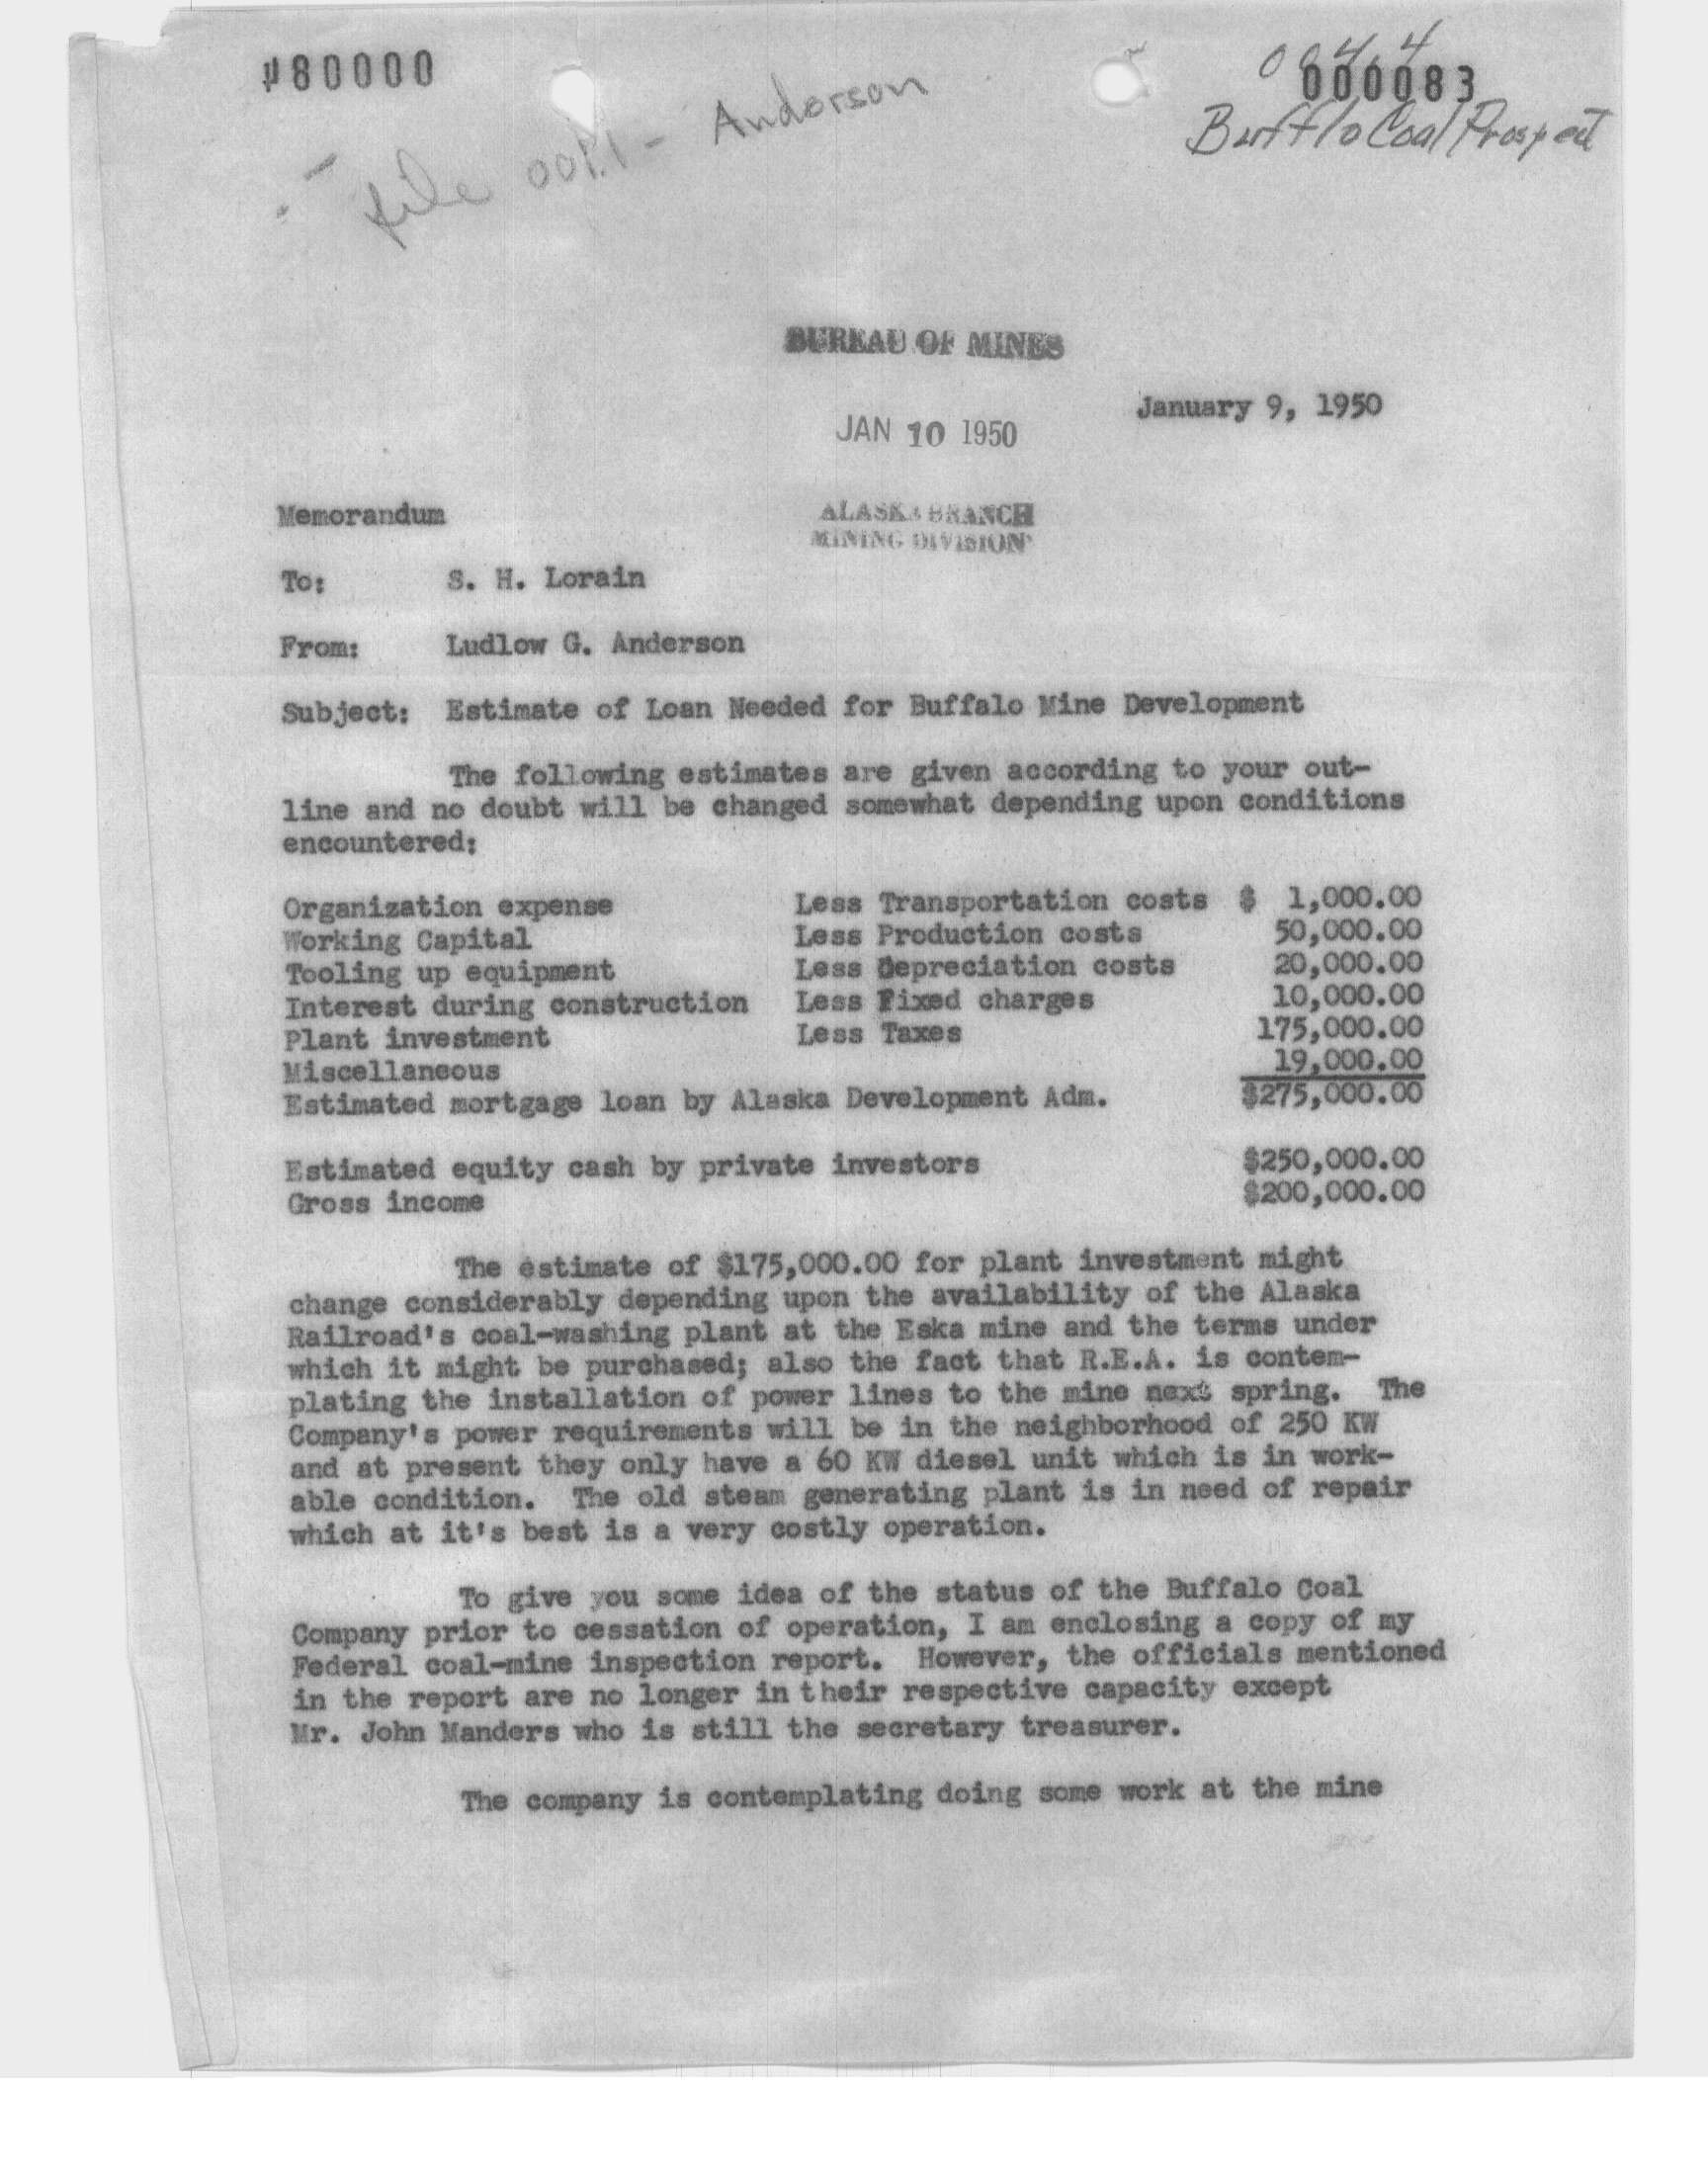 000083
Buffalo Coal Prospect
file 001.1 - Anderson
BUREAU OF MINES
January 9, 1950
JAN 10 1950
Memorandum
ALASKA BRANCH
MINING DIVISION
To: S. H. Lorain
From: Ludlow G. Anderson
Subject: Estimate of Loan Needed for Buffalo Mine Development
The following estimates are given according to your out-
line and no doubt will be changed somewhat depending upon conditions
encountered:
Organization expense Less Transportation costs $ 1,000.00
Working Capital Less Production costs 50,000.00
Tooling up equipment Less Depreciation costs 20,000.00
Interest during construction Less Fixed charges 10,000.00
Plant investment Less Taxes 175,000.00
Miscellaneous 19,000.00
Estimated mortgage loan by Alaska Development Adm. $275,000.00
Estimated equity cash by private investors $250,000.00
Gross income $200,000.00
The estimate of $175,000.00 for plant investment might
change considerably depending upon the availability of the Alaska
Railroad's coal-washing plant at the Eska mine and the terms under
which it might be purchased; also the fact that R.E.A. is contem-
plating the installation of power lines to the mine next spring. The
Company's power requirements will be in the neighborhood of 250 KW
and at present they only have a 60 KW diesel unit which is in work-
able condition. The old steam generating plant is in need of repair
which at it's best is a very costly operation.
To give you some idea of the status of the Buffalo Coal
Company prior to cessation of operation, I am enclosing a copy of my
Federal coal-mine inspection report. However, the officials mentioned
in the report are no longer in their respective capacity except
Mr. John Manders who is still the secretary treasurer.
The company is contemplating doing some work at the mine